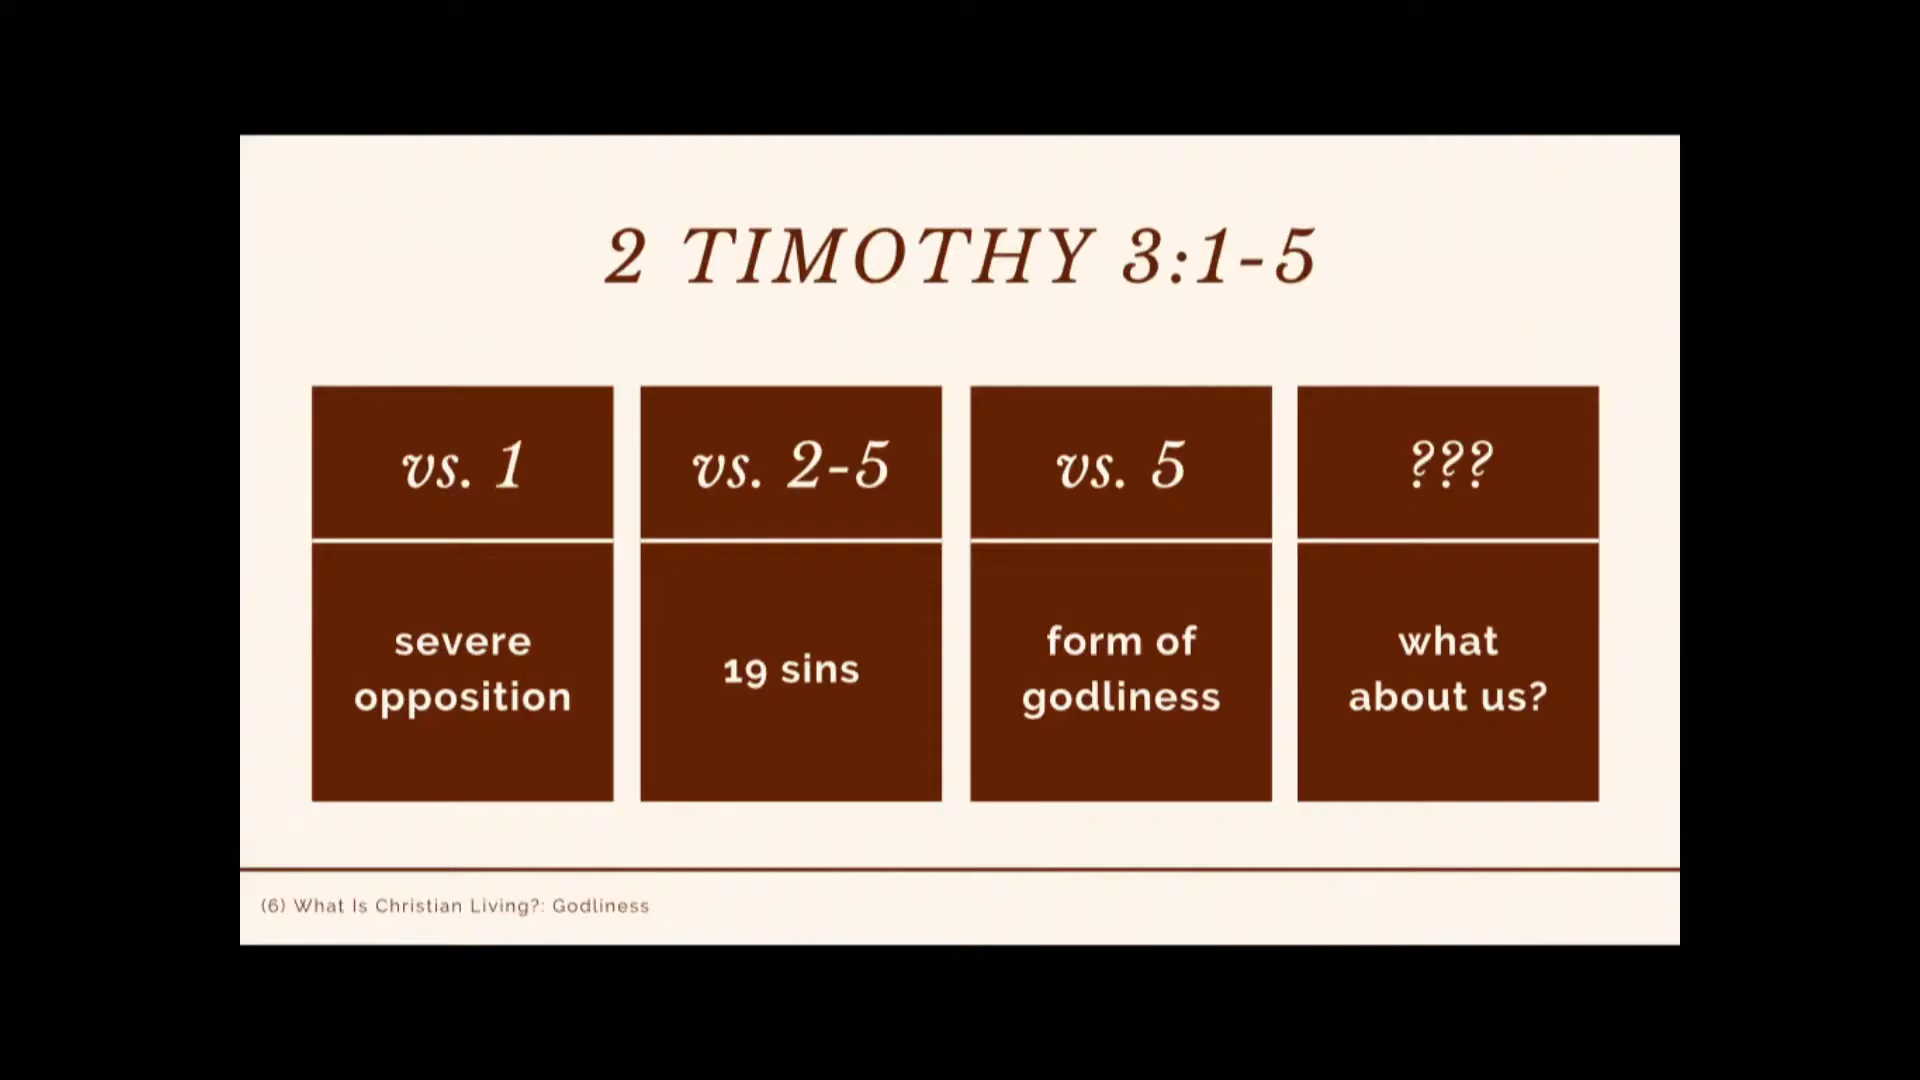 2 TIMOTHY 3:1-5
vs. 1
severe
opposition
vs. 2-5
19 sins
vs. 5
form of
godliness
???
what
about us?
(6) What Is Christian Living?: Godliness